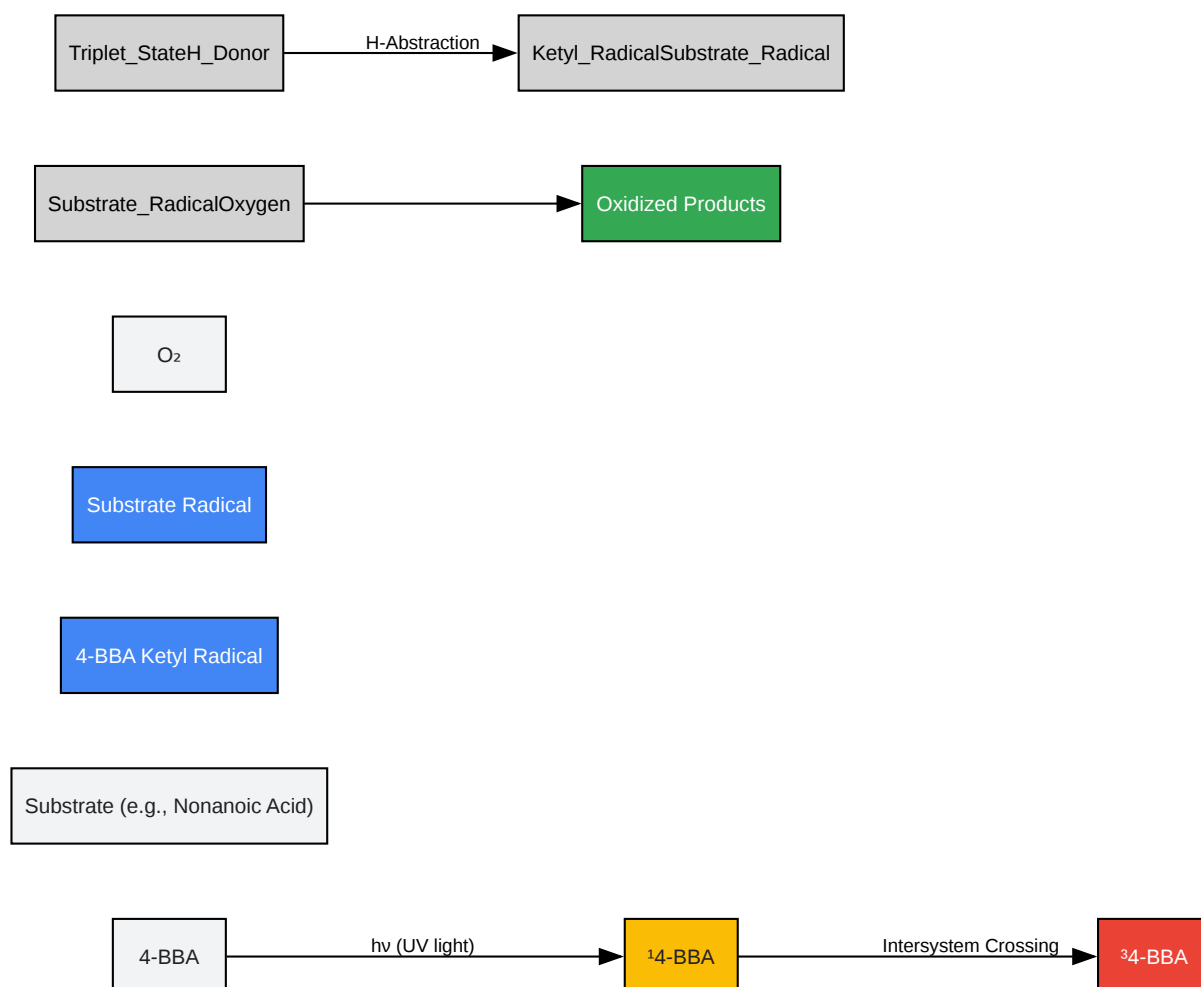 Triplet_StateH_Donor
H-Abstraction
Ketyl_RadicalSubstrate_Radical
Substrate_RadicalOxygen
Oxidized Products
O₂
Substrate Radical
4-BBA Ketyl Radical
Substrate (e.g., Nonanoic Acid)
4-BBA
hν (UV light)
¹4-BBA
Intersystem Crossing
³4-BBA